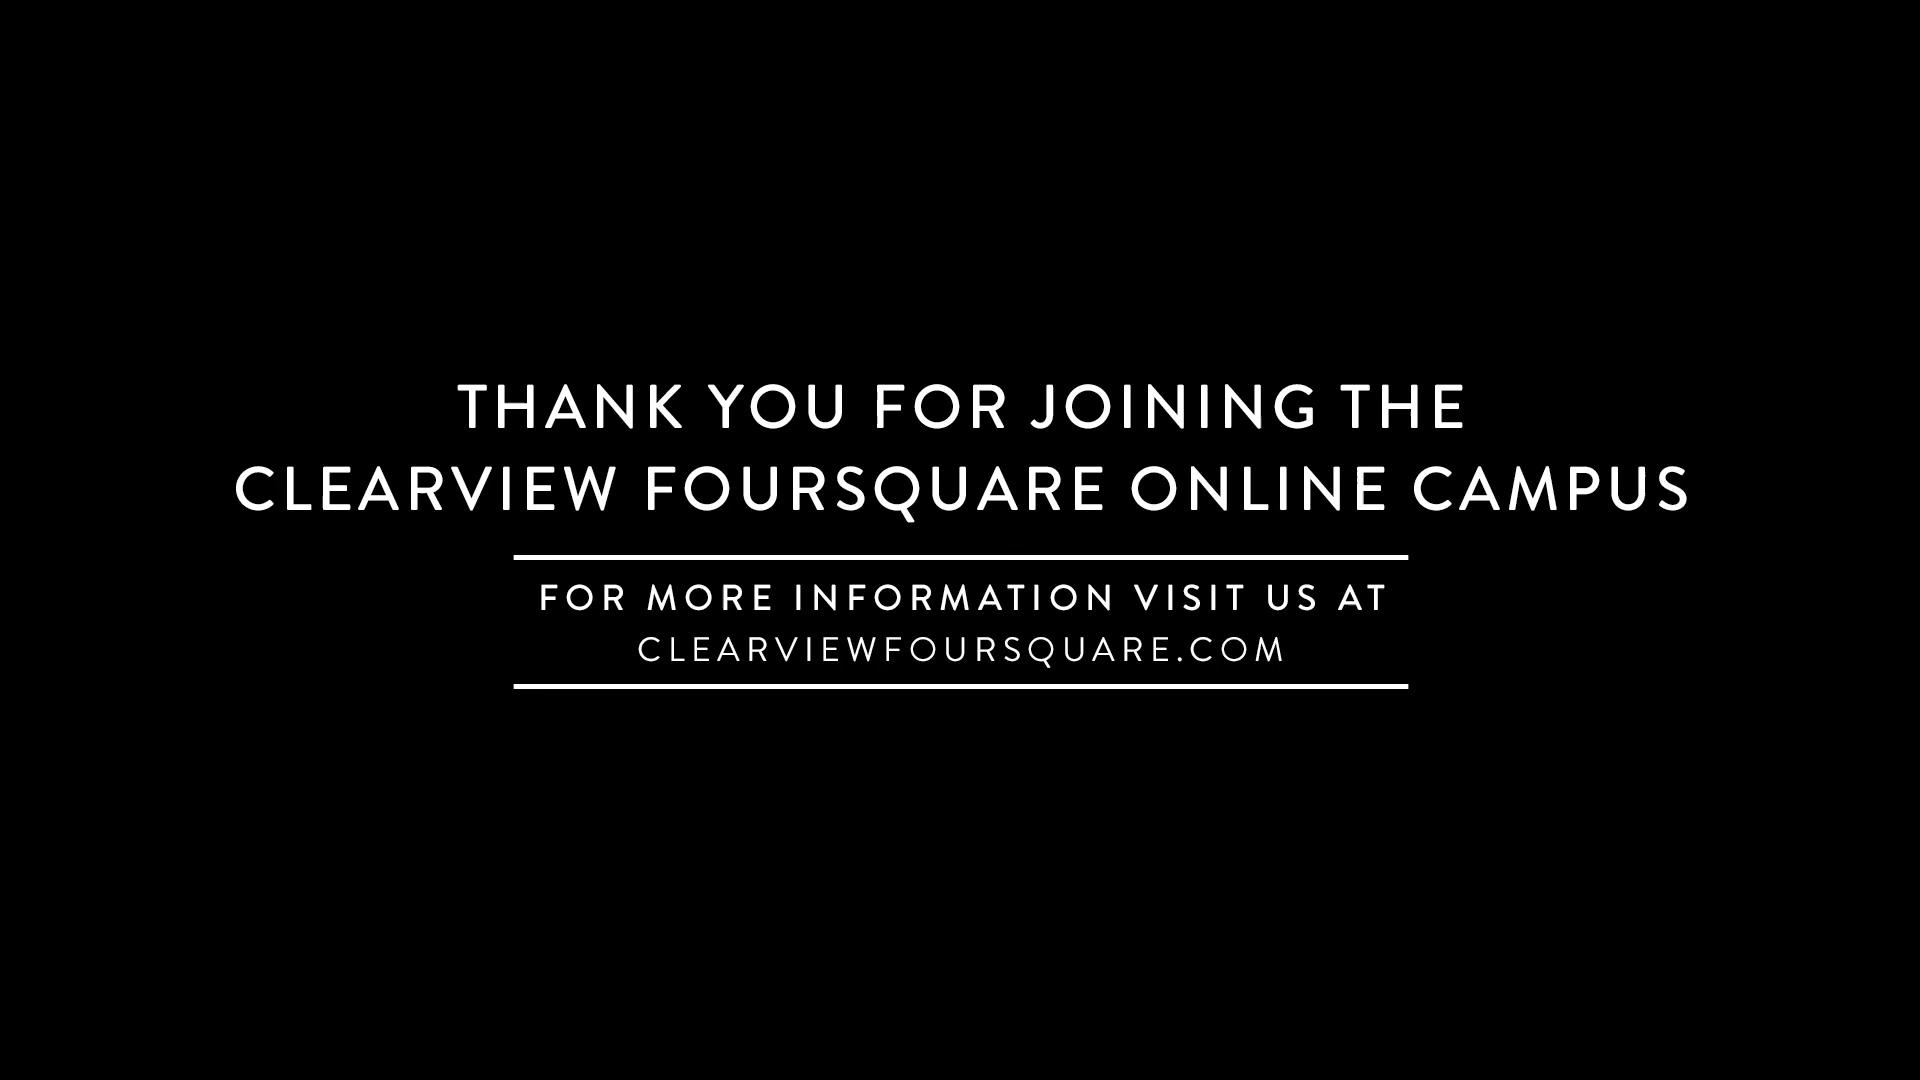 THANK YOU FOR JOINING THE
CLEARVIEW FOURSQUARE ONLINE CAMPUS
FOR MORE INFORMATION VISIT US AT
CLEARVIEWFOURSQUARE.COM